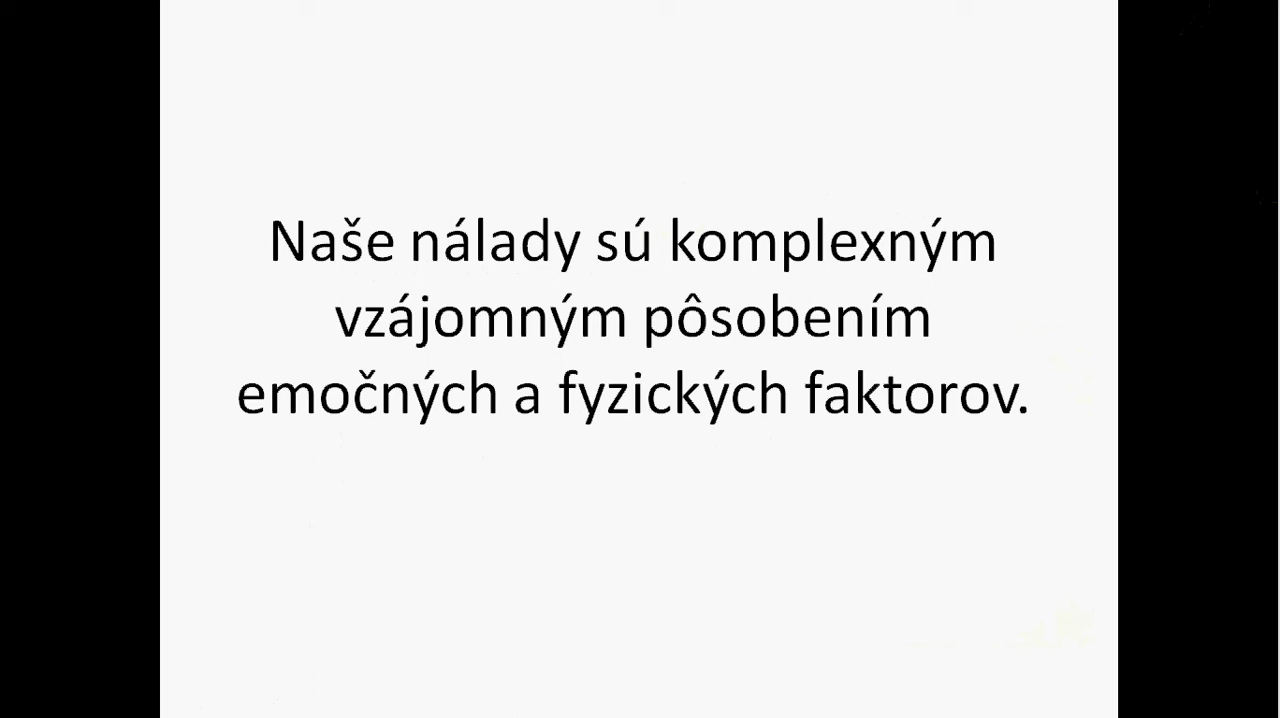 Naše nálady sú komplexným
vzájomným pôsobením
emočných a fyzických faktorov.